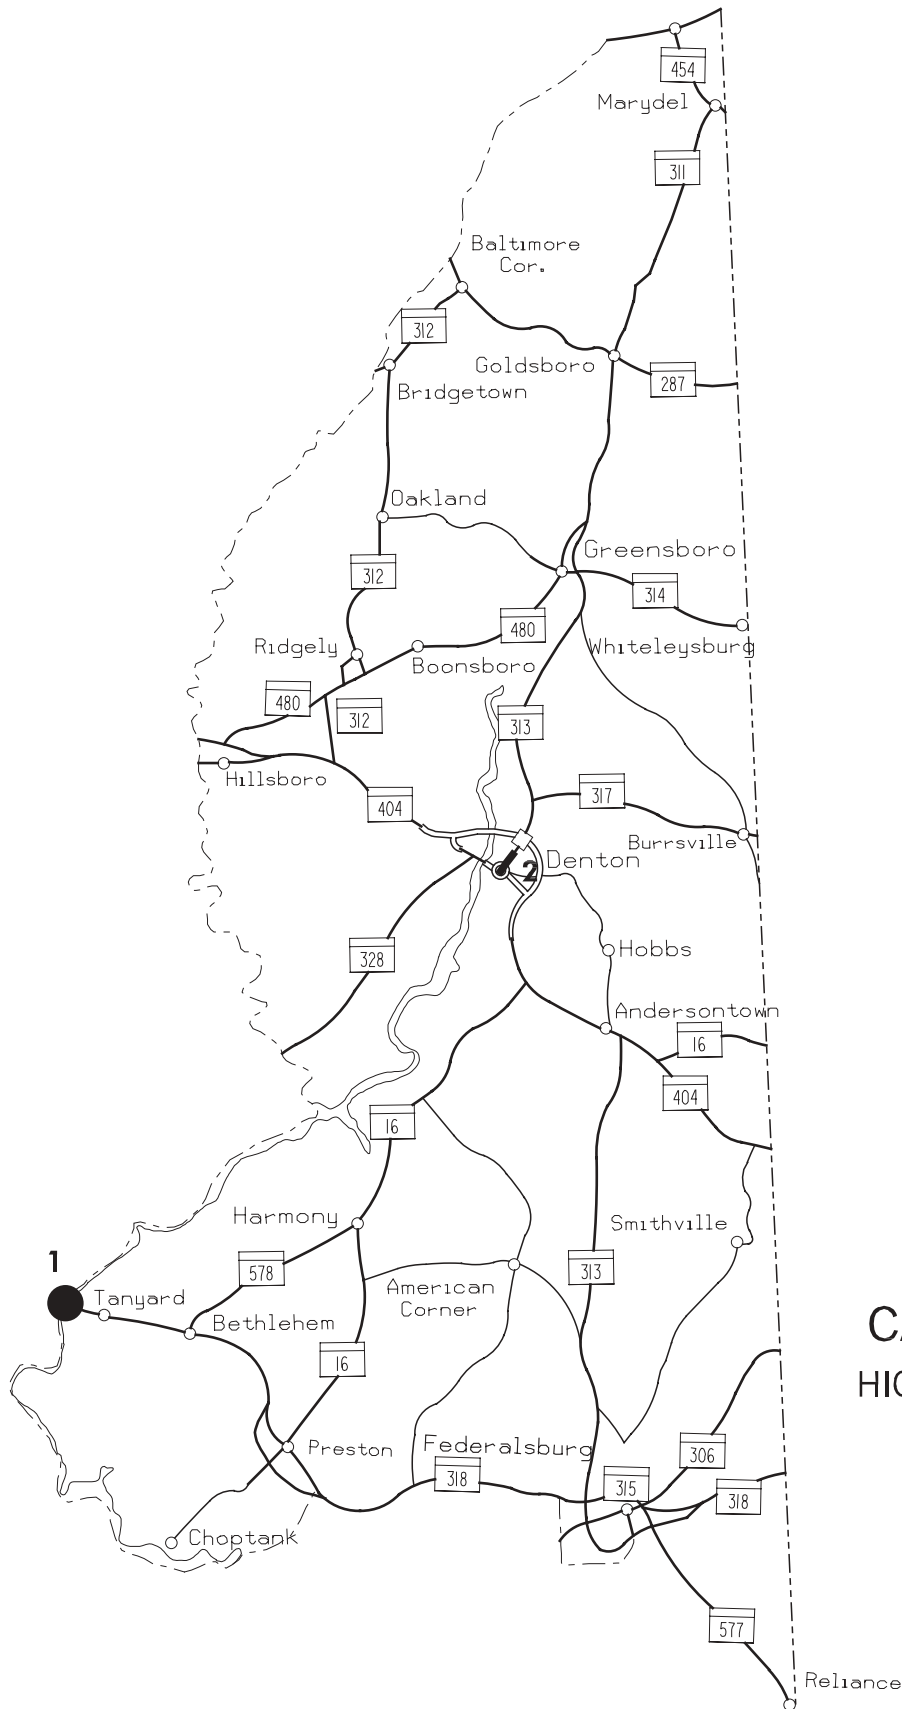 454
Marydel
311
Baltimore
Cor.
312
Goldsboro
287
Bridgetown
Oakland
Greensboro
312
314
480
Ridgely
Boonsboro
Whiteleysburg
480
312
313
Hillsboro
404
317
Burrsville
2
Denton
328
Hobbs
Andersontown
16
404
16
Harmony
Smithville
1
578
313
American
Corner
Tanyard
Bethlehem
16
Preston
Federalsburg
318
306
315
318
Choptank
577
Reliance